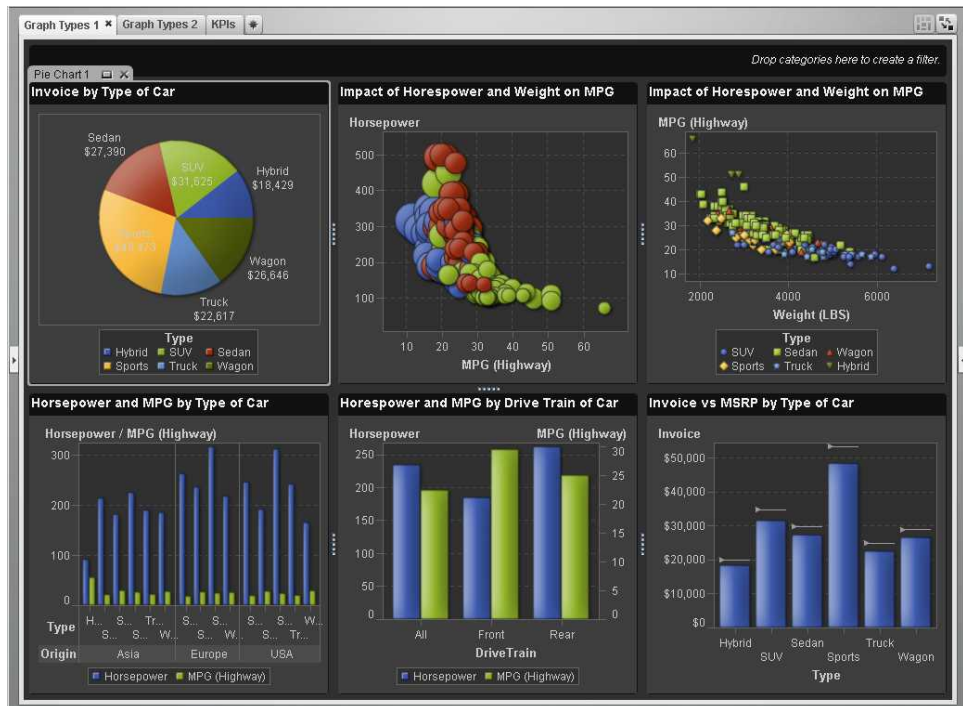 Graph Types 1
Graph Types 2
KPIs
Drop categories here to create a filter.
Pie Chart 1
Invoice by Type of Car
Sedan
$27,390
SUV
$31,625
Hybrid
$18,429
Sports
Wagon
$26,646
Truck
$22,617
Type
Hybrid SUV Sedan
Sports Truck Wagon
Impact of Horespower and Weight on MPG
Horsepower
500
400
300
200
100
10 20 30 40 50 60
MPG (Highway)
Impact of Horespower and Weight on MPG
MPG (Highway)
60
50
40
30
20
10
2000 4000 6000
Weight (LBS)
Type
SUV Sedan Wagon
Sports Truck Hybrid
Horsepower and MPG by Type of Car
Horsepower / MPG (Highway)
300
200
100
0
Type
H... S... Tr... S... S... S... W...
S... S... W... S... W... S... Tr...
Origin Asia Europe USA
Horsepower MPG (Highway)
Horespower and MPG by Drive Train of Car
Horsepower MPG (Highway)
250
200
150
100
50
0
30
25
20
15
10
5
0
All Front Rear
DriveTrain
Horsepower MPG (Highway)
Invoice vs MSRP by Type of Car
Invoice
$50,000
$40,000
$30,000
$20,000
$10,000
$0
Hybrid Sedan Truck
SUV Sports Wagon
Type